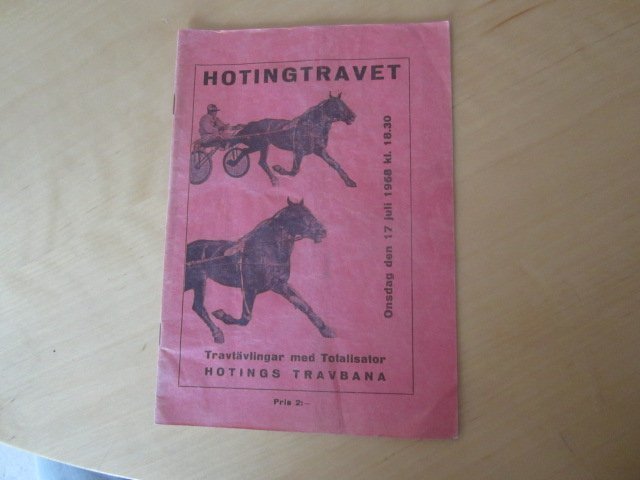 HOTINGTRAVET
Onsdag den 17 juli 1968 kl. 18.30
Travtävlingar med Totalisator
HOTINGS TRAVBANA
Pris 2:–